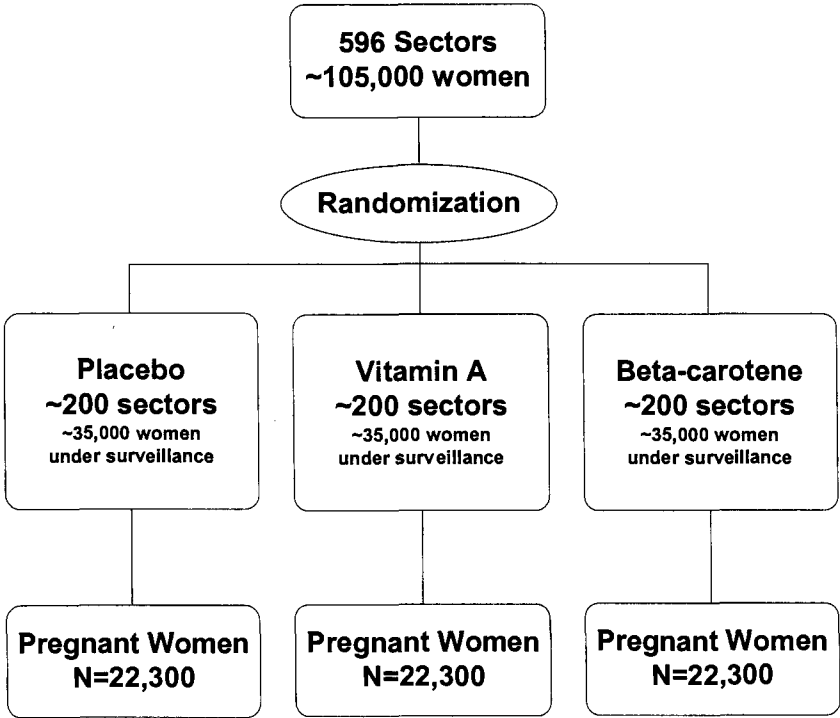 596 Sectors
~105,000 women
Randomization
Placebo
~200 sectors
~35,000 women
under surveillance
Vitamin A
~200 sectors
~35,000 women
under surveillance
Beta-carotene
~200 sectors
~35,000 women
under surveillance
Pregnant Women
N=22,300
Pregnant Women
N=22,300
Pregnant Women
N=22,300